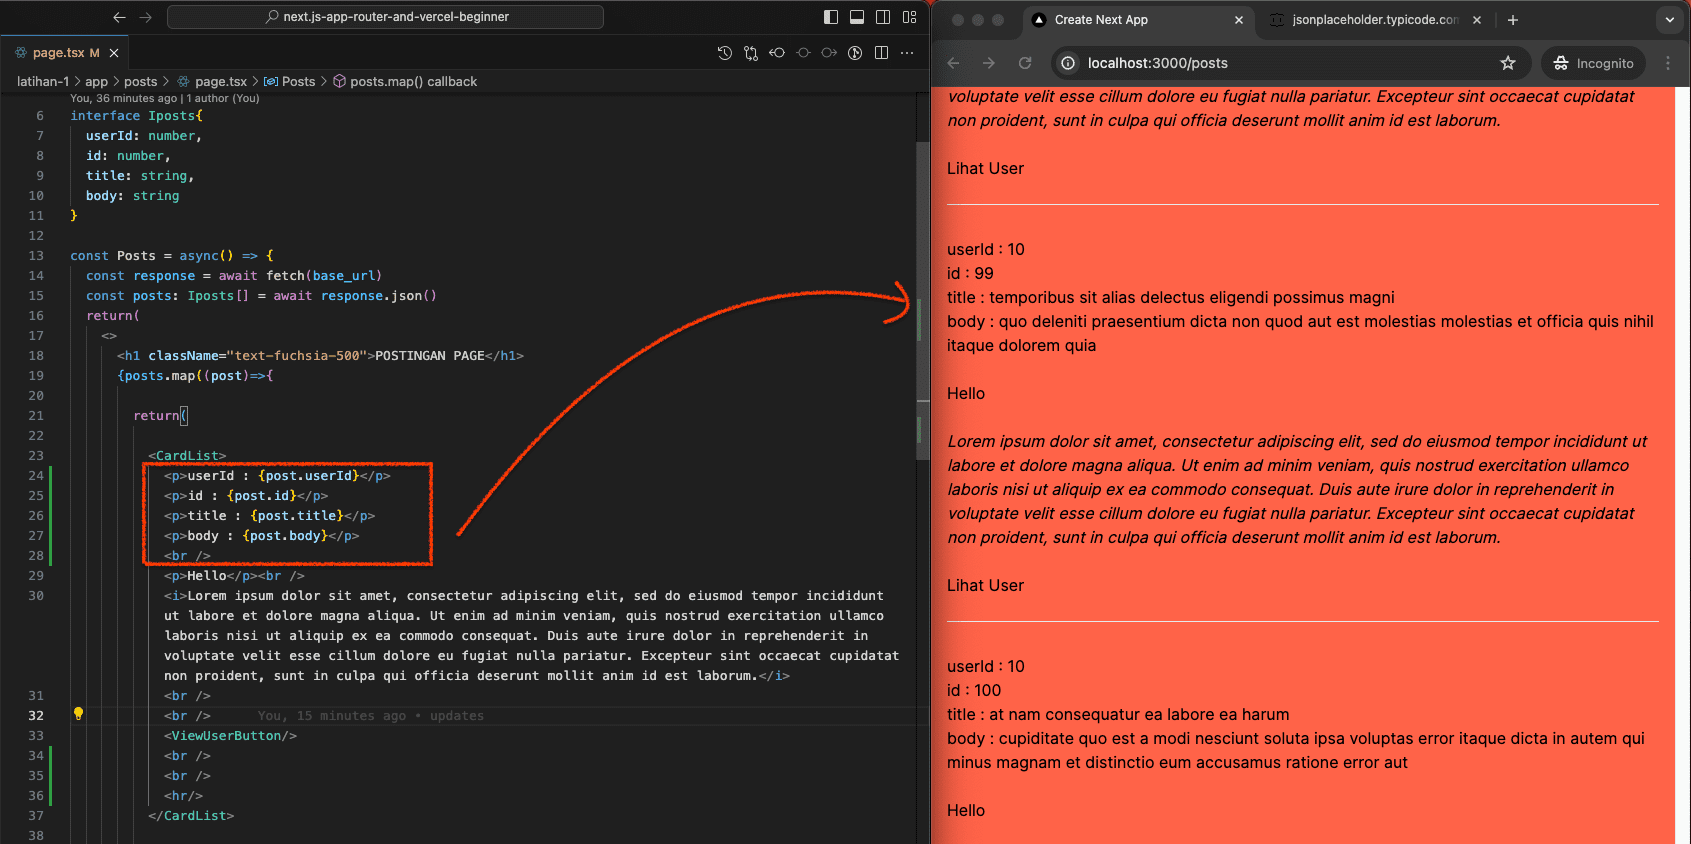 next.js-app-router-and-vercel-beginner
page.tsx M
latihan-1 > app > posts > page.tsx > Posts > posts.map() callback
You, 36 minutes ago | 1 author (You)
6 interface Iposts{
7 userId: number,
8 id: number,
9 title: string,
10 body: string
11 }
12
13 const Posts = async() => {
14 const response = await fetch(base_url)
15 const posts: Iposts[] = await response.json()
16 return(
17 <>
18 <h1 className="text-fuchsia-500">POSTINGAN PAGE</h1>
19 {posts.map((post)=>{
20
21 return(
22
23 <CardList>
24 <p>userId : {post.userId}</p>
25 <p>id : {post.id}</p>
26 <p>title : {post.title}</p>
27 <p>body : {post.body}</p>
28 <br />
29 <p>Hello</p><br />
30 <i>Lorem ipsum dolor sit amet, consectetur adipiscing elit, sed do eiusmod tempor incididunt
ut labore et dolore magna aliqua. Ut enim ad minim veniam, quis nostrud exercitation ullamco
laboris nisi ut aliquip ex ea commodo consequat. Duis aute irure dolor in reprehenderit in
voluptate velit esse cillum dolore eu fugiat nulla pariatur. Excepteur sint occaecat cupidatat
non proident, sunt in culpa qui officia deserunt mollit anim id est laborum.</i>
31 <br />
32 <br /> You, 15 minutes ago • updates
33 <ViewUserButton/>
34 <br />
35 <br />
36 <hr/>
37 </CardList>
38
Create Next App
jsonplaceholder.typicode.com
localhost:3000/posts
Incognito
voluptate velit esse cillum dolore eu fugiat nulla pariatur. Excepteur sint occaecat cupidatat
non proident, sunt in culpa qui officia deserunt mollit anim id est laborum.
Lihat User
userId : 10
id : 99
title : temporibus sit alias delectus eligendi possimus magni
body : quo deleniti praesentium dicta non quod aut est molestias molestias et officia quis nihil
itaque dolorem quia
Hello
Lorem ipsum dolor sit amet, consectetur adipiscing elit, sed do eiusmod tempor incididunt ut
labore et dolore magna aliqua. Ut enim ad minim veniam, quis nostrud exercitation ullamco
laboris nisi ut aliquip ex ea commodo consequat. Duis aute irure dolor in reprehenderit in
voluptate velit esse cillum dolore eu fugiat nulla pariatur. Excepteur sint occaecat cupidatat
non proident, sunt in culpa qui officia deserunt mollit anim id est laborum.
Lihat User
userId : 10
id : 100
title : at nam consequatur ea labore ea harum
body : cupiditate quo est a modi nesciunt soluta ipsa voluptas error itaque dicta in autem qui
minus magnam et distinctio eum accusamus ratione error aut
Hello